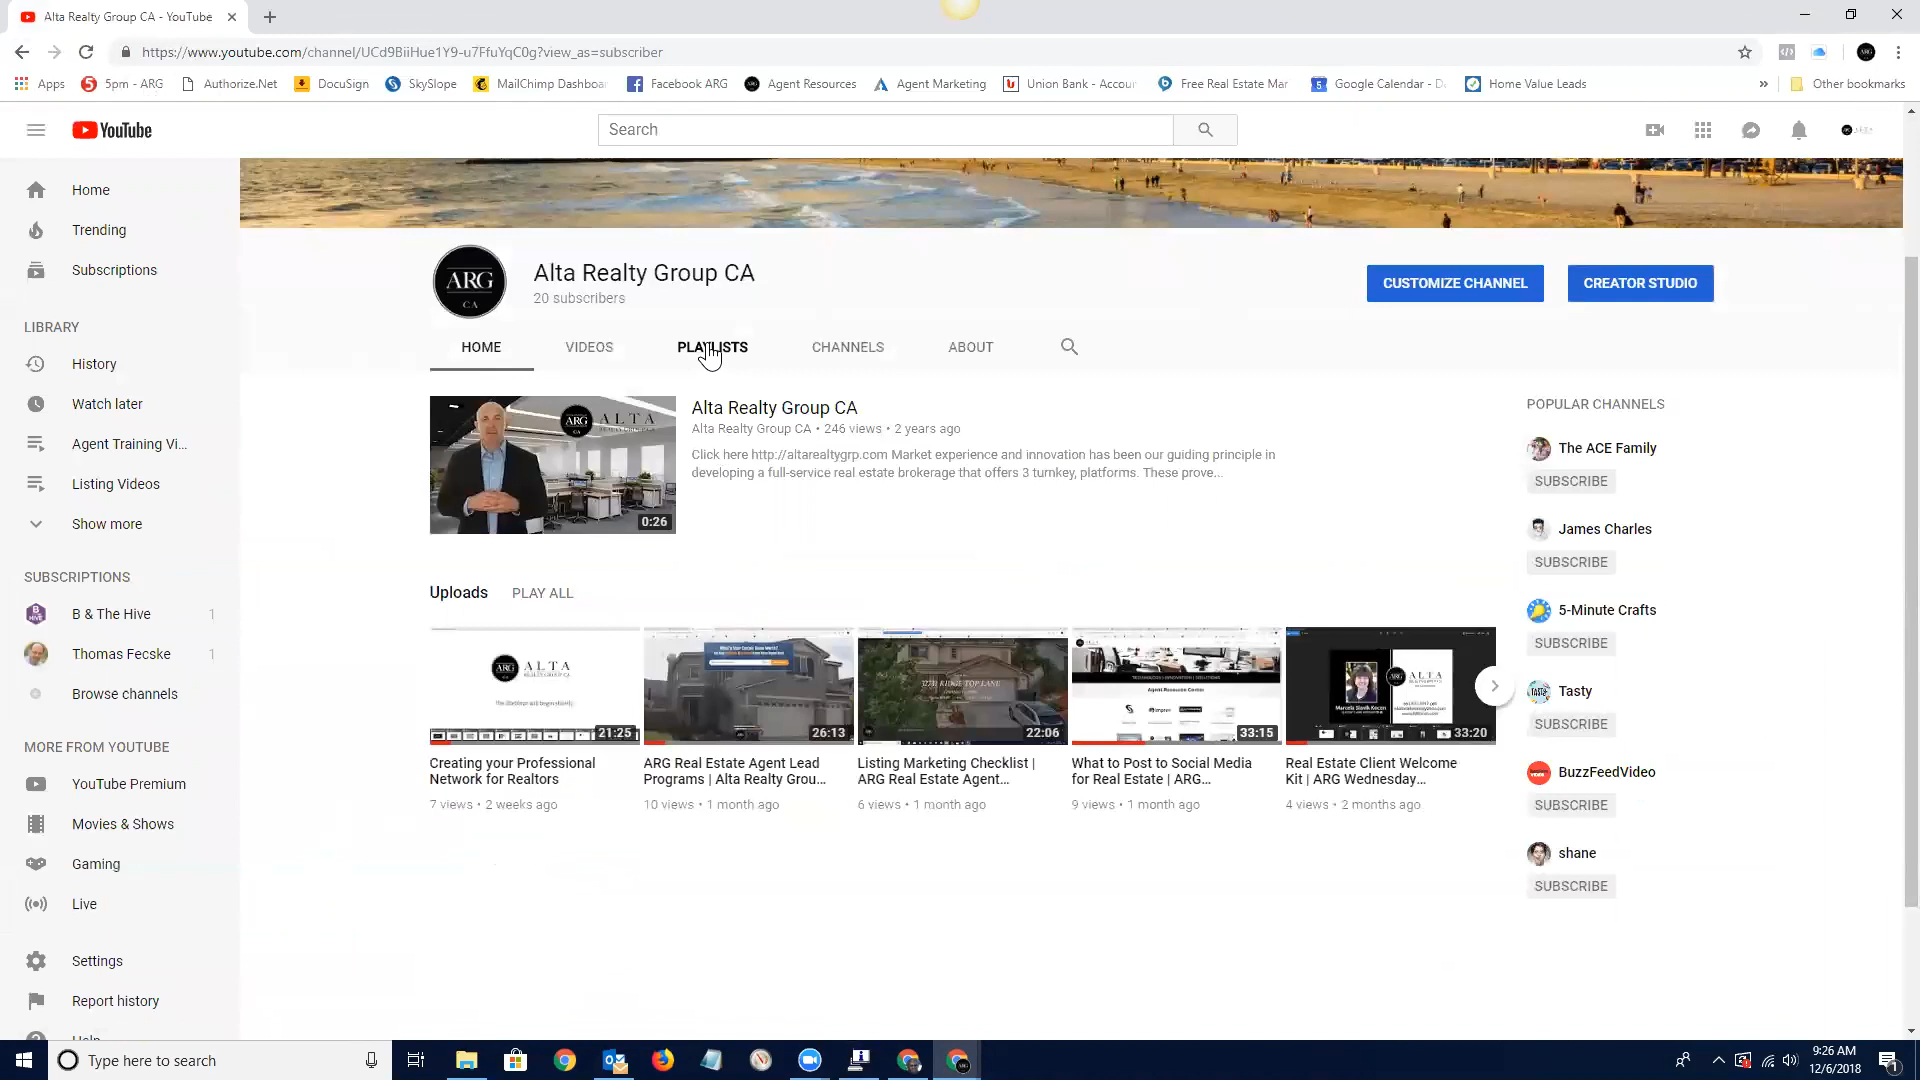 Alta Realty Group CA - YouTube
https://www.youtube.com/channel/UCd9BiiHue1Y9-u7FfuYqC0g?view_as=subscriber
Apps 5pm - ARG Authorize.Net DocuSign SkySlope MailChimp Dashboar Facebook ARG Agent Resources Agent Marketing Union Bank - Accour Free Real Estate Mar Google Calendar - D Home Value Leads » Other bookmarks
YouTube
Search
Home
Trending
Subscriptions
LIBRARY
History
Watch later
Agent Training Vi...
Listing Videos
Show more
SUBSCRIPTIONS
B & The Hive 1
Thomas Fecske 1
Browse channels
MORE FROM YOUTUBE
YouTube Premium
Movies & Shows
Gaming
Live
Settings
Report history
Help
ARG
CA
Alta Realty Group CA
20 subscribers
CUSTOMIZE CHANNEL
CREATOR STUDIO
HOME VIDEOS PLAYLISTS CHANNELS ABOUT
ARG ALTA
0:26
Alta Realty Group CA
Alta Realty Group CA • 246 views • 2 years ago
Click here http://altarealtygrp.com Market experience and innovation has been our guiding principle in
developing a full-service real estate brokerage that offers 3 turnkey, platforms. These prove...
Uploads PLAY ALL
ARG ALTA
21:25
26:13
22:06
Agent Resource Center
33:15
ARG ALTA
33:20
Creating your Professional
Network for Realtors
7 views • 2 weeks ago
ARG Real Estate Agent Lead
Programs | Alta Realty Grou...
10 views • 1 month ago
Listing Marketing Checklist |
ARG Real Estate Agent...
6 views • 1 month ago
What to Post to Social Media
for Real Estate | ARG...
9 views • 1 month ago
Real Estate Client Welcome
Kit | ARG Wednesday...
4 views • 2 months ago
POPULAR CHANNELS
The ACE Family
SUBSCRIBE
James Charles
SUBSCRIBE
5-Minute Crafts
SUBSCRIBE
Tasty
SUBSCRIBE
BuzzFeedVideo
SUBSCRIBE
shane
SUBSCRIBE
Type here to search
9:26 AM
12/6/2018
1